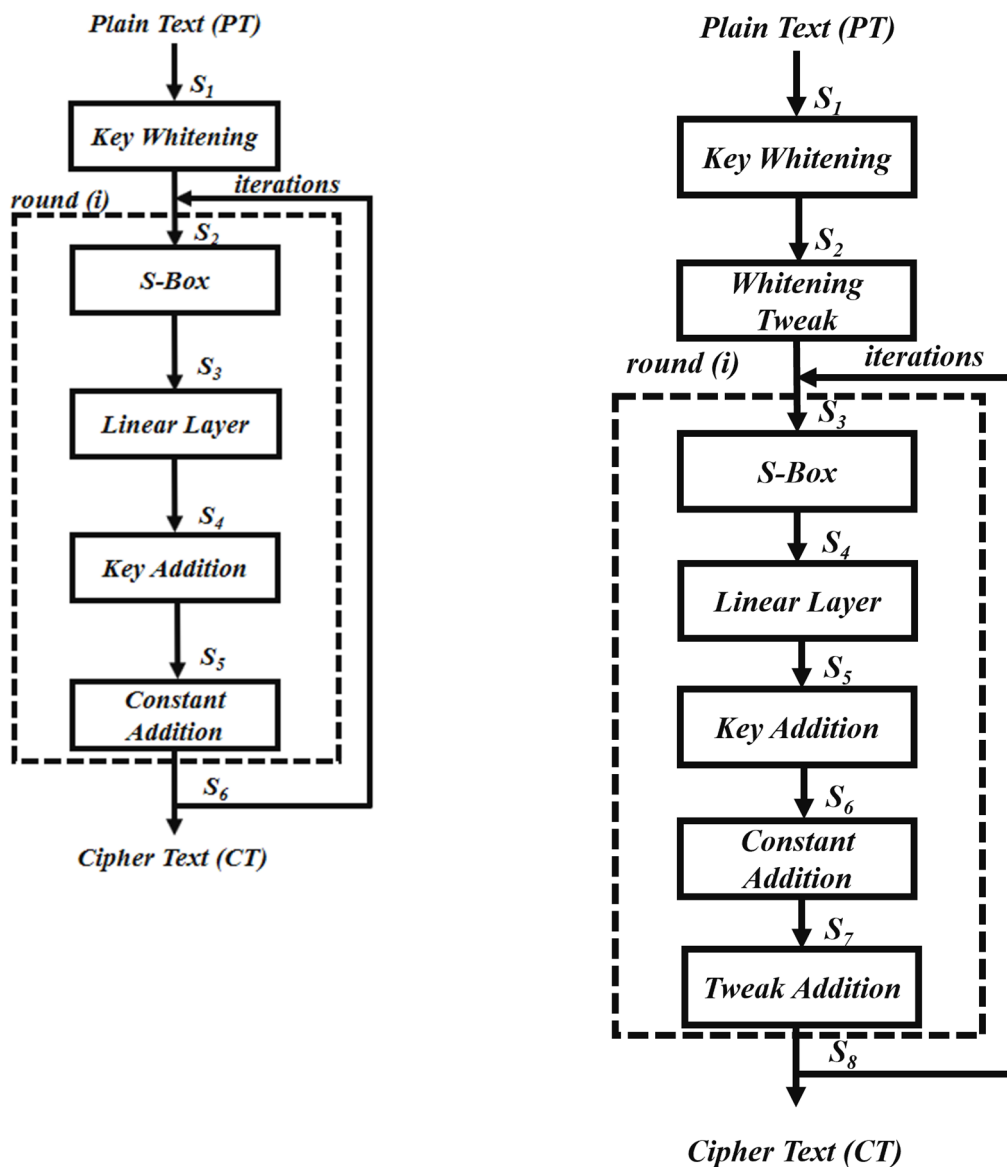 Plain Text (PT)
S1
Key Whitening
iterations
round (i)
S2
S-Box
S3
Linear Layer
S4
Key Addition
S5
Constant
Addition
S6
Cipher Text (CT)
Plain Text (PT)
S1
Key Whitening
S2
Whitening
Tweak
round (i)
iterations
S3
S-Box
S4
Linear Layer
S5
Key Addition
S6
Constant
Addition
S7
Tweak Addition
S8
Cipher Text (CT)